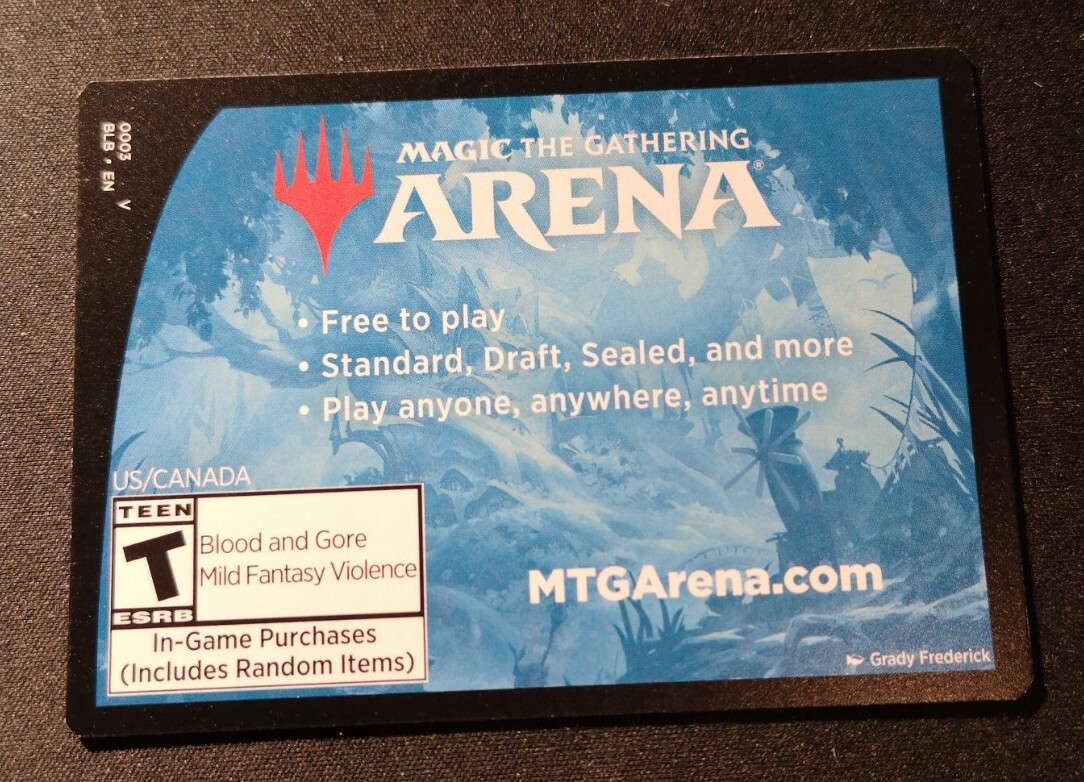 0003 V
BLB • EN
MAGIC THE GATHERING
ARENA®
• Free to play
• Standard, Draft, Sealed, and more
• Play anyone, anywhere, anytime
US/CANADA
TEEN
T
ESRB
Blood and Gore
Mild Fantasy Violence
In-Game Purchases
(Includes Random Items)
MTGArena.com
Grady Frederick